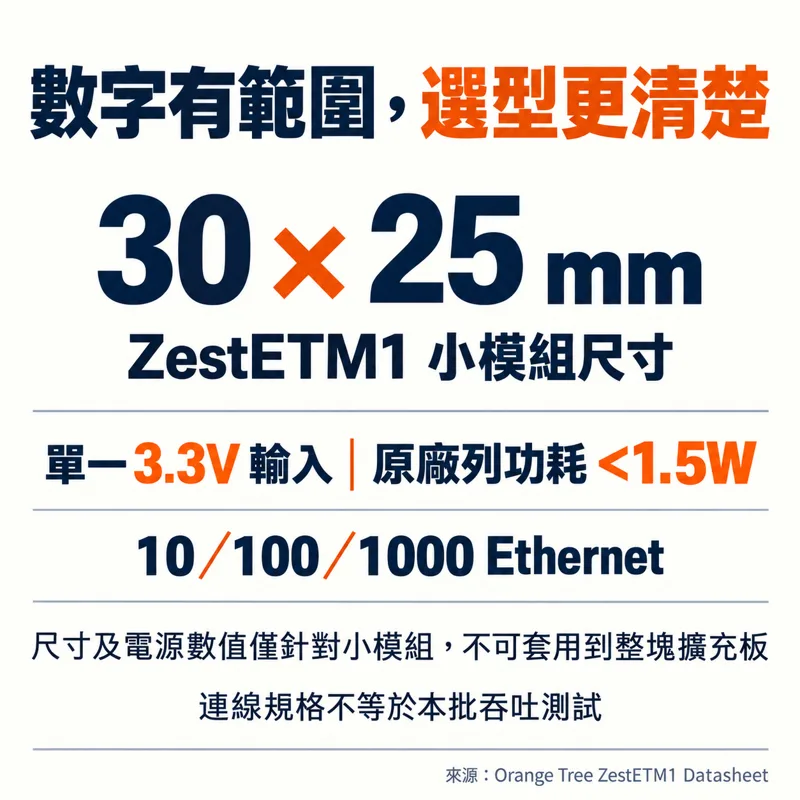 數字有範圍，選型更清楚
30×25 mm
ZestETM1 小模組尺寸
單一 3.3V 輸入｜原廠列功耗 <1.5W
10/100/1000 Ethernet
尺寸及電源數值僅針對小模組，不可套用到整塊擴充板
連線規格不等於本批吞吐測試
來源：Orange Tree ZestETM1 Datasheet